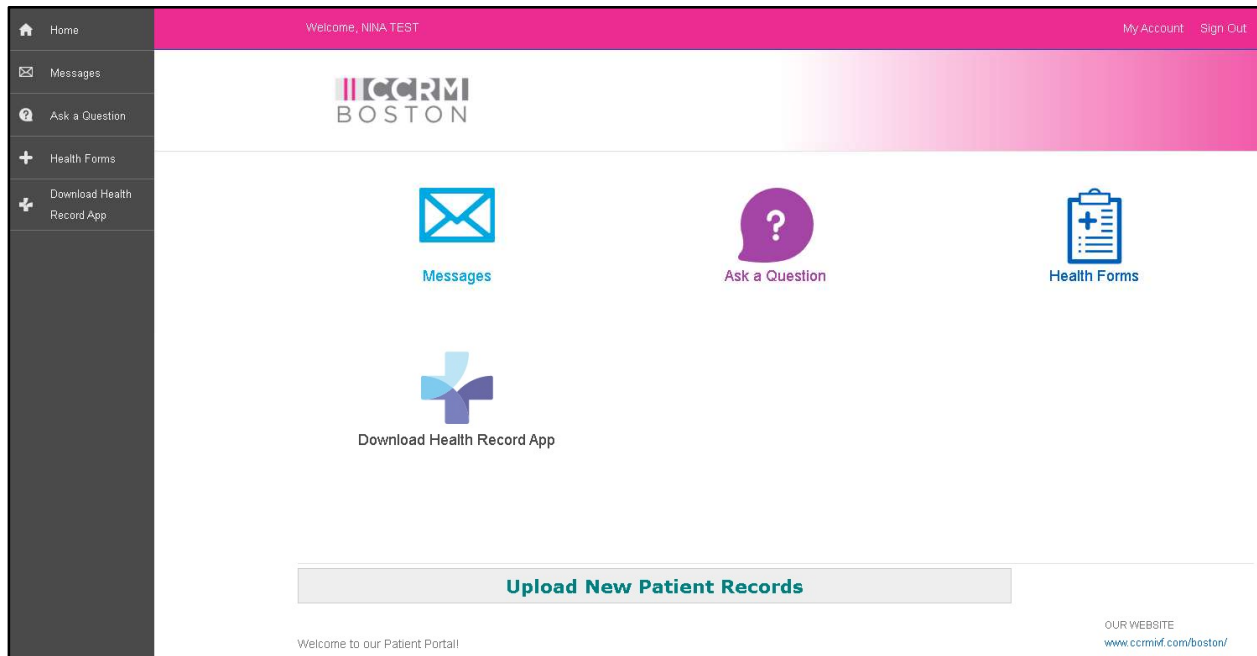 Home
Messages
Ask a Question
Health Forms
Download Health
Record App
Welcome, NINA TEST
My Account Sign Out
CCRM
BOSTON
Messages
?
Ask a Question
Health Forms
Download Health Record App
Upload New Patient Records
Welcome to our Patient Portal!
OUR WEBSITE
www.ccrmivf.com/boston/